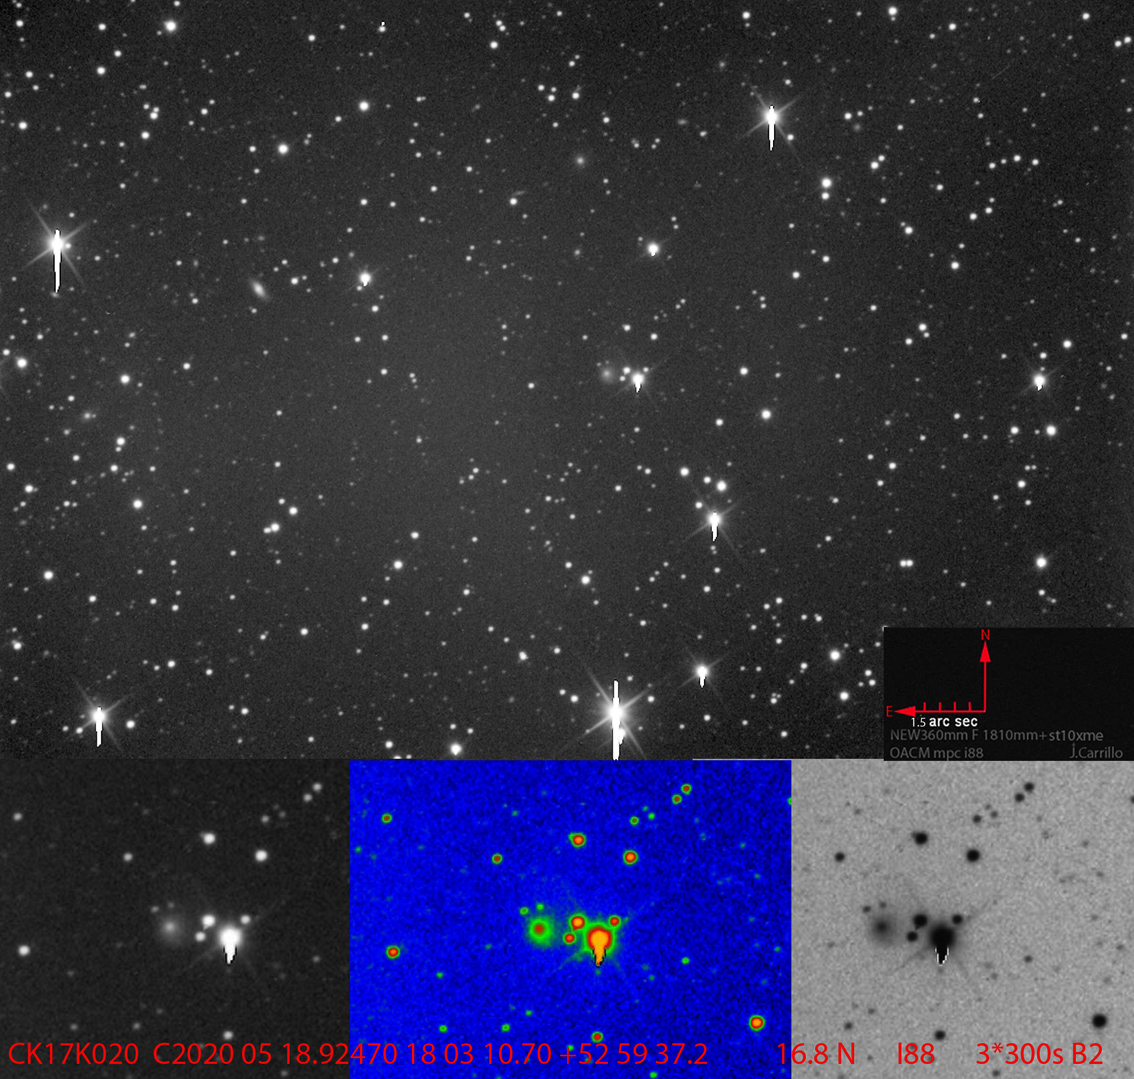 N
E
1.5 arc sec
NEW360mm F 1810mm+st10xme
OACM mpc i88 j.Carrillo
CK17K020 C2020 05 18.92470 18 03 10.70 +52 59 37.2 16.8 N I88 3*300s B2